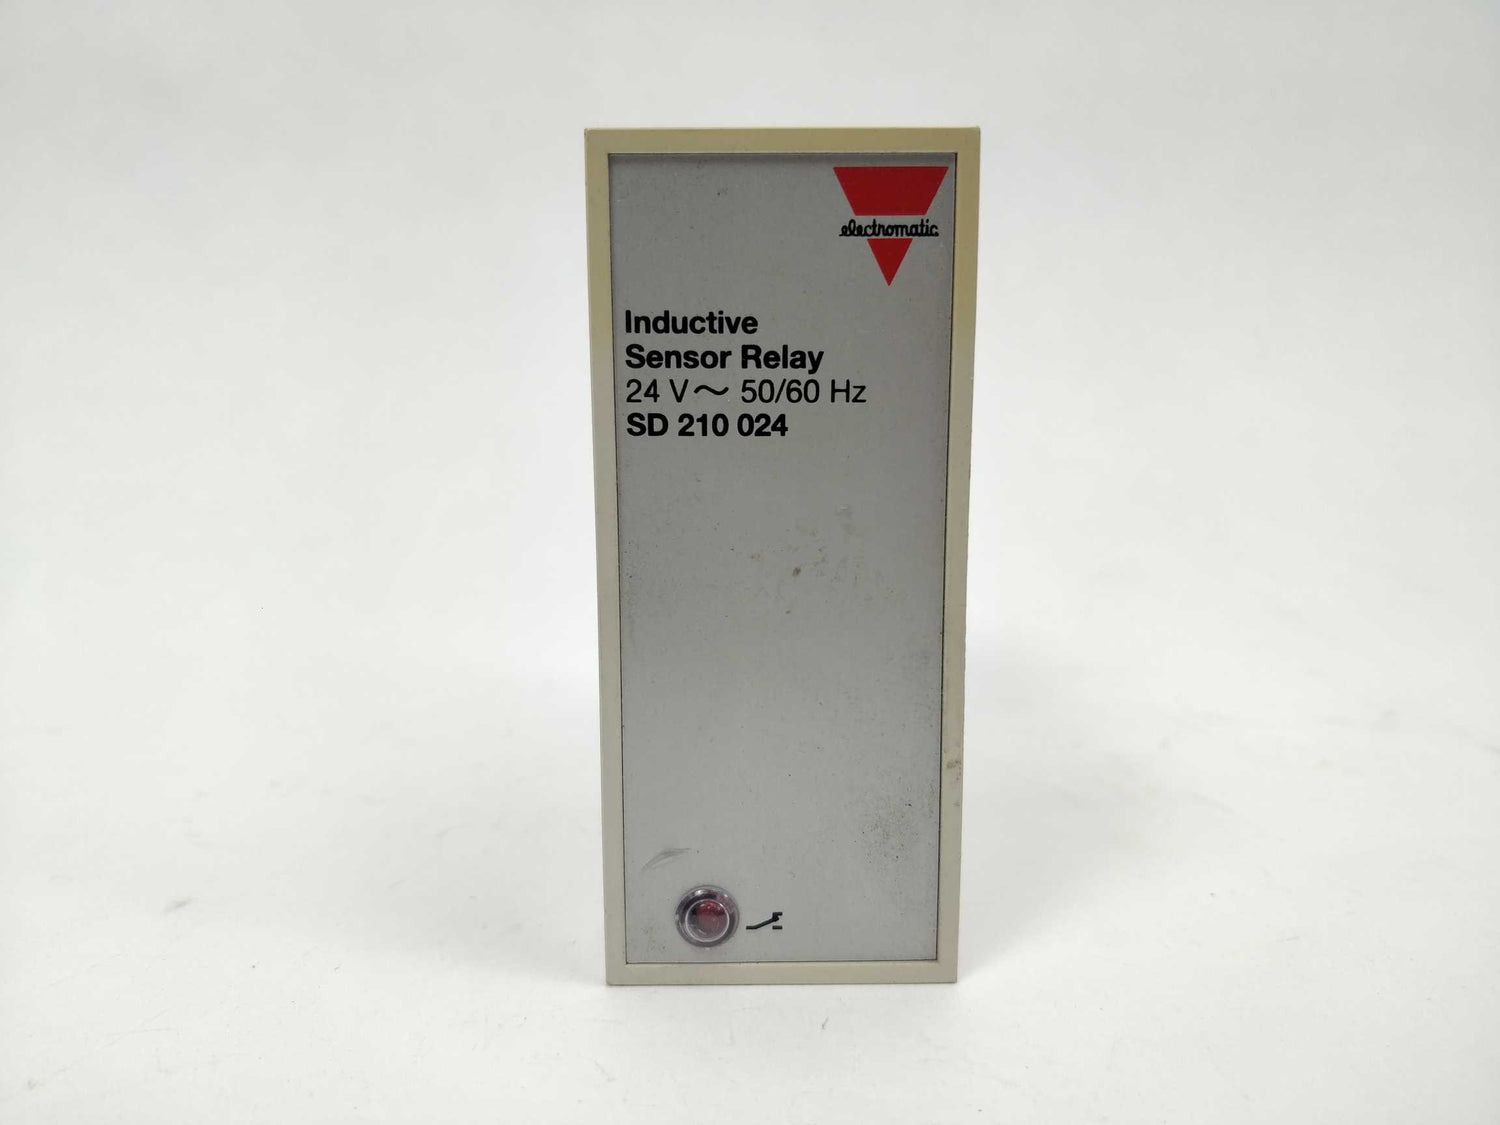 electromatic
Inductive
Sensor Relay
24 V~ 50/60 Hz
SD 210 024